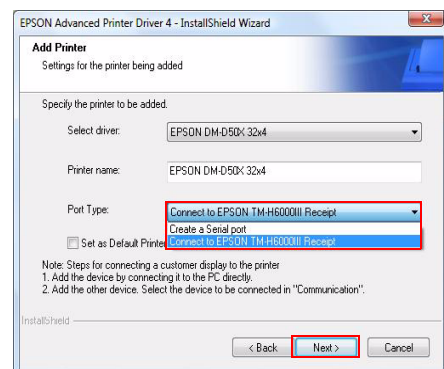 EPSON Advanced Printer Driver 4 - InstallShield Wizard
Add Printer
Settings for the printer being added
Specify the printer to be added.
Select driver: EPSON DM-D50X 32x4
Printer name: EPSON DM-D50X 32x4
Port Type: Connect to EPSON TM-H6000III Receipt
Create a Serial port
Set as Default Printer Connect to EPSON TM-H6000III Receipt
Note: Steps for connecting a customer display to the printer
1. Add the device by connecting it to the PC directly.
2. Add the other device. Select the device to be connected in "Communication".
InstallShield
< Back Next > Cancel